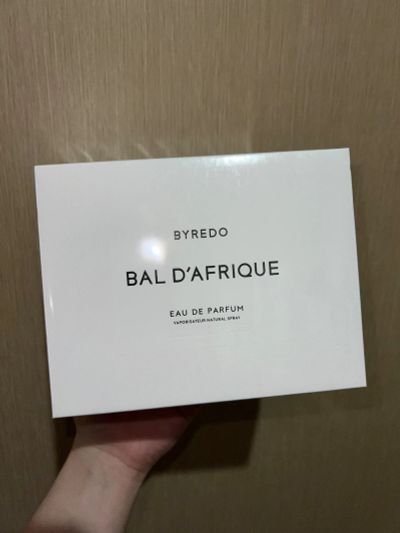 BYREDO
BAL D'AFRIQUE
EAU DE PARFUM
VAPORISATEUR NATURAL SPRAY